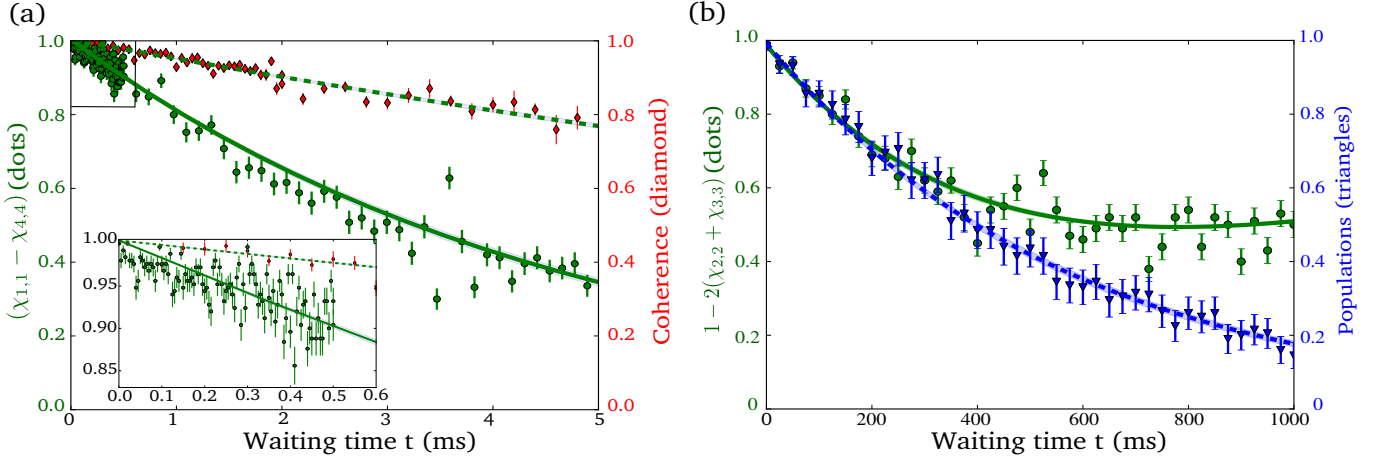 (a)
(b)
1.0
0.8
0.6
0.4
0.2
0.0
(χ1,1 − χ4,4) (dots)
1.0
0.8
0.6
0.4
0.2
0.0
Coherence (diamond)
1.00
0.95
0.90
0.85
0.0 0.1 0.2 0.3 0.4 0.5 0.6
0 1 2 3 4 5
Waiting time t (ms)
1.0
0.8
0.6
0.4
0.2
0.0
1 − 2(χ2,2 + χ3,3) (dots)
1.0
0.8
0.6
0.4
0.2
0
Populations (triangles)
0 200 400 600 800 1000
Waiting time t (ms)